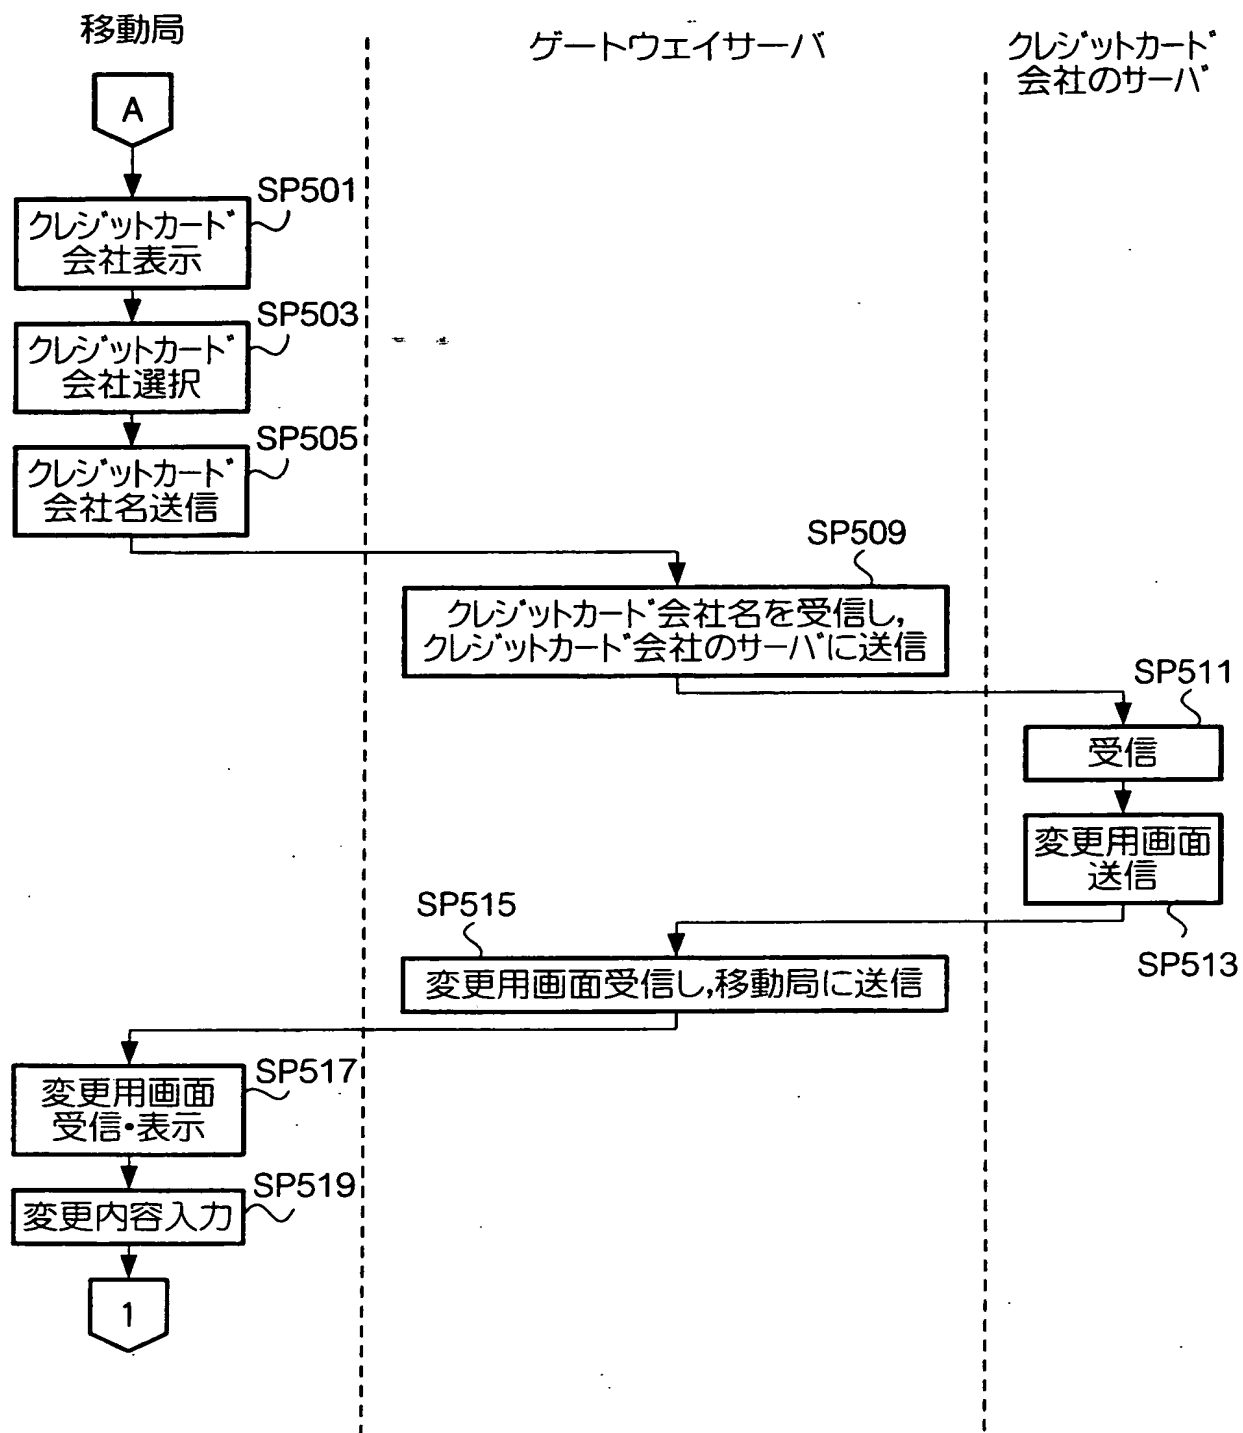 移動局
ゲートウェイサーバ
クレジットカード
会社のサーバ
A
SP501
クレジットカード
会社表示
SP503
クレジットカード
会社選択
SP505
クレジットカード
会社名送信
SP509
クレジットカード会社名を受信し,
クレジットカード会社のサーバに送信
SP511
受信
変更用画面
送信
SP513
SP515
変更用画面受信し,移動局に送信
SP517
変更用画面
受信・表示
SP519
変更内容入力
1